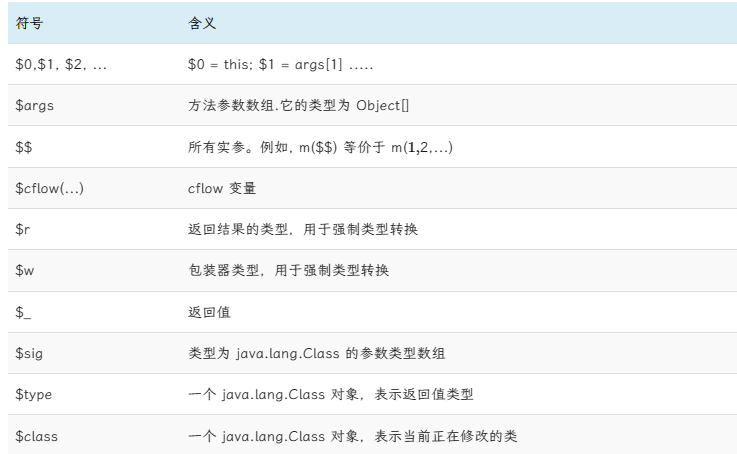 符号 含义
$0,$1, $2, ... $0 = this; $1 = args[1] .....
$args 方法参数数组.它的类型为 Object[]
$$ 所有实参。例如, m($$) 等价于 m(1,2,...)
$cflow(...) cflow 变量
$r 返回结果的类型，用于强制类型转换
$w 包装器类型，用于强制类型转换
$_ 返回值
$sig 类型为 java.lang.Class 的参数类型数组
$type 一个 java.lang.Class 对象，表示返回值类型
$class 一个 java.lang.Class 对象，表示当前正在修改的类